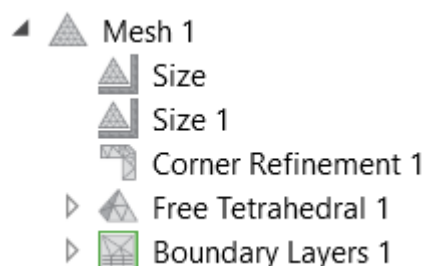 Mesh 1
Size
Size 1
Corner Refinement 1
Free Tetrahedral 1
Boundary Layers 1